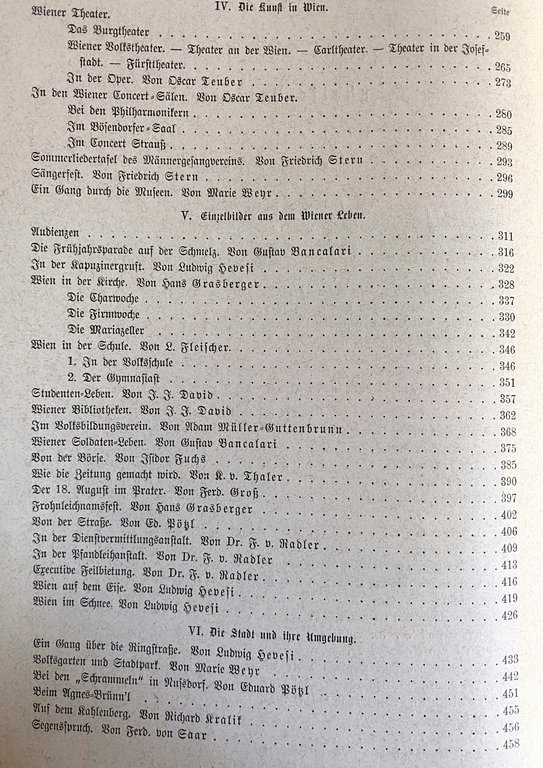 IV. Die Kunst in Wien.
Seite
Wiener Theater.
Das Burgtheater . . . 259
Wiener Volkstheater. — Theater an der Wien. — Carltheater. — Theater in der Josef-
stadt. — Fürsttheater. . . . 265
In der Oper. Von Oscar Teuber . . . 273
In den Wiener Concert-Sälen. Von Oscar Teuber.
Bei den Philharmonikern . . . 280
Im Bösendorfer-Saal . . . 285
Im Concert Strauß . . . 289
Sommerliedertafel des Männergesangvereins. Von Friedrich Stern . . . 293
Sängerfest. Von Friedrich Stern . . . 296
Ein Gang durch die Museen. Von Marie Weyr . . . 299
V. Einzelbilder aus dem Wiener Leben.
Audienzen . . . 311
Die Frühjahrsparade auf der Schmelz. Von Gustav Bancalari . . . 316
In der Kapuzinergruft. Von Ludwig Hevesi . . . 322
Wien in der Kirche. Von Hans Grasberger . . . 328
Die Charwoche . . . 337
Die Firmwoche . . . 330
Die Mariazeller . . . 342
Wien in der Schule. Von L. Fleischer. . . . 346
1. In der Volksschule . . . 346
2. Der Gymnasiast . . . 351
Studenten-Leben. Von J. J. David . . . 357
Wiener Bibliotheken. Von J. J. David . . . 362
Im Volksbildungsverein. Von Adam Müller-Guttenbrunn . . . 368
Wiener Soldaten-Leben. Von Gustav Bancalari . . . 375
Von der Börse. Von Isidor Fuchs . . . 385
Wie die Zeitung gemacht wird. Von K. v. Thaler . . . 390
Der 18. August im Prater. Von Ferd. Groß . . . 397
Frohnleichnamsfest. Von Hans Grasberger . . . 402
Von der Straße. Von Ed. Pötzl . . . 406
In der Dienstvermittlungsanstalt. Von Dr. F. v. Radler . . . 409
In der Pfandleihanstalt. Von Dr. F. v. Radler . . . 413
Executive Feilbietung. Von Dr. F. v. Radler . . . 416
Wien auf dem Eise. Von Ludwig Hevesi . . . 419
Wien im Schnee. Von Ludwig Hevesi . . . 426
VI. Die Stadt und ihre Umgebung.
Ein Gang über die Ringstraße. Von Ludwig Hevesi . . . 433
Volksgarten und Stadtpark. Von Marie Weyr . . . 442
Bei den „Schrammeln“ in Nussdorf. Von Eduard Pötzl . . . 451
Beim Agnes-Brünn'l . . . 455
Auf dem Kahlenberg. Von Richard Kralik . . . 456
Segensspruch. Von Ferd. von Saar . . . 458